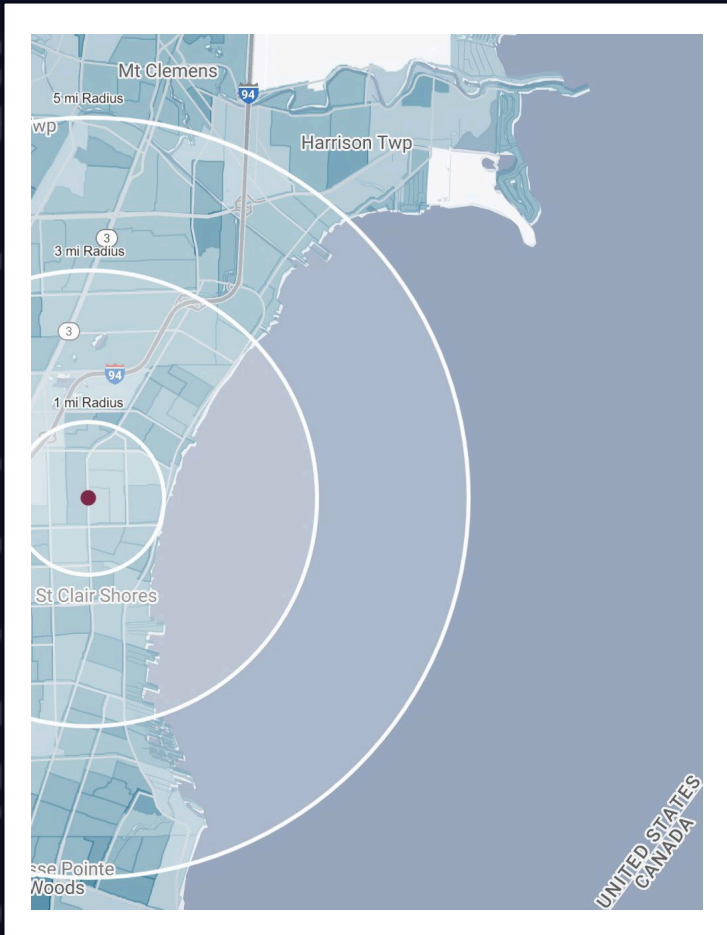 Mt Clemens
94
5 mi Radius
wp
Harrison Twp
3
3 mi Radius
3
94
1 mi Radius
St Clair Shores
UNITED STATES
CANADA
sse Pointe
Woods